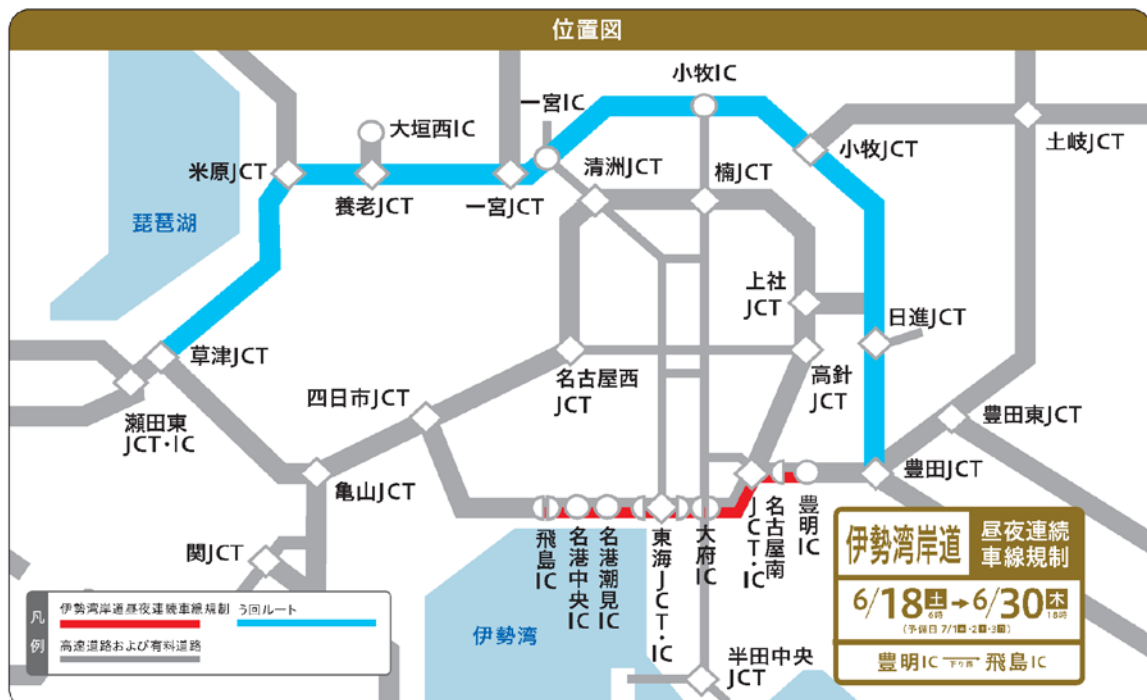 位置図
小牧IC
一宮IC
大垣西IC
小牧JCT
土岐JCT
米原JCT
養老JCT
一宮JCT
清洲JCT
楠JCT
琵琶湖
上社
JCT
日進JCT
草津JCT
名古屋西
JCT
高針
JCT
四日市JCT
瀬田東
JCT・IC
豊田東JCT
亀山JCT
豊田JCT
関JCT
飛島IC
名港中央IC
名港潮見IC
東海JCT・IC
大府IC
名古屋南
JCT・IC
豊明IC
伊勢湾
半田中央
JCT
凡例
伊勢湾岸道昼夜連続車線規制
う回ルート
高速道路および有料道路
伊勢湾岸道
昼夜連続
車線規制
6/18土6時→6/30木18時
(予備日 7/1・2・3)
豊明IC 下り線 飛島IC